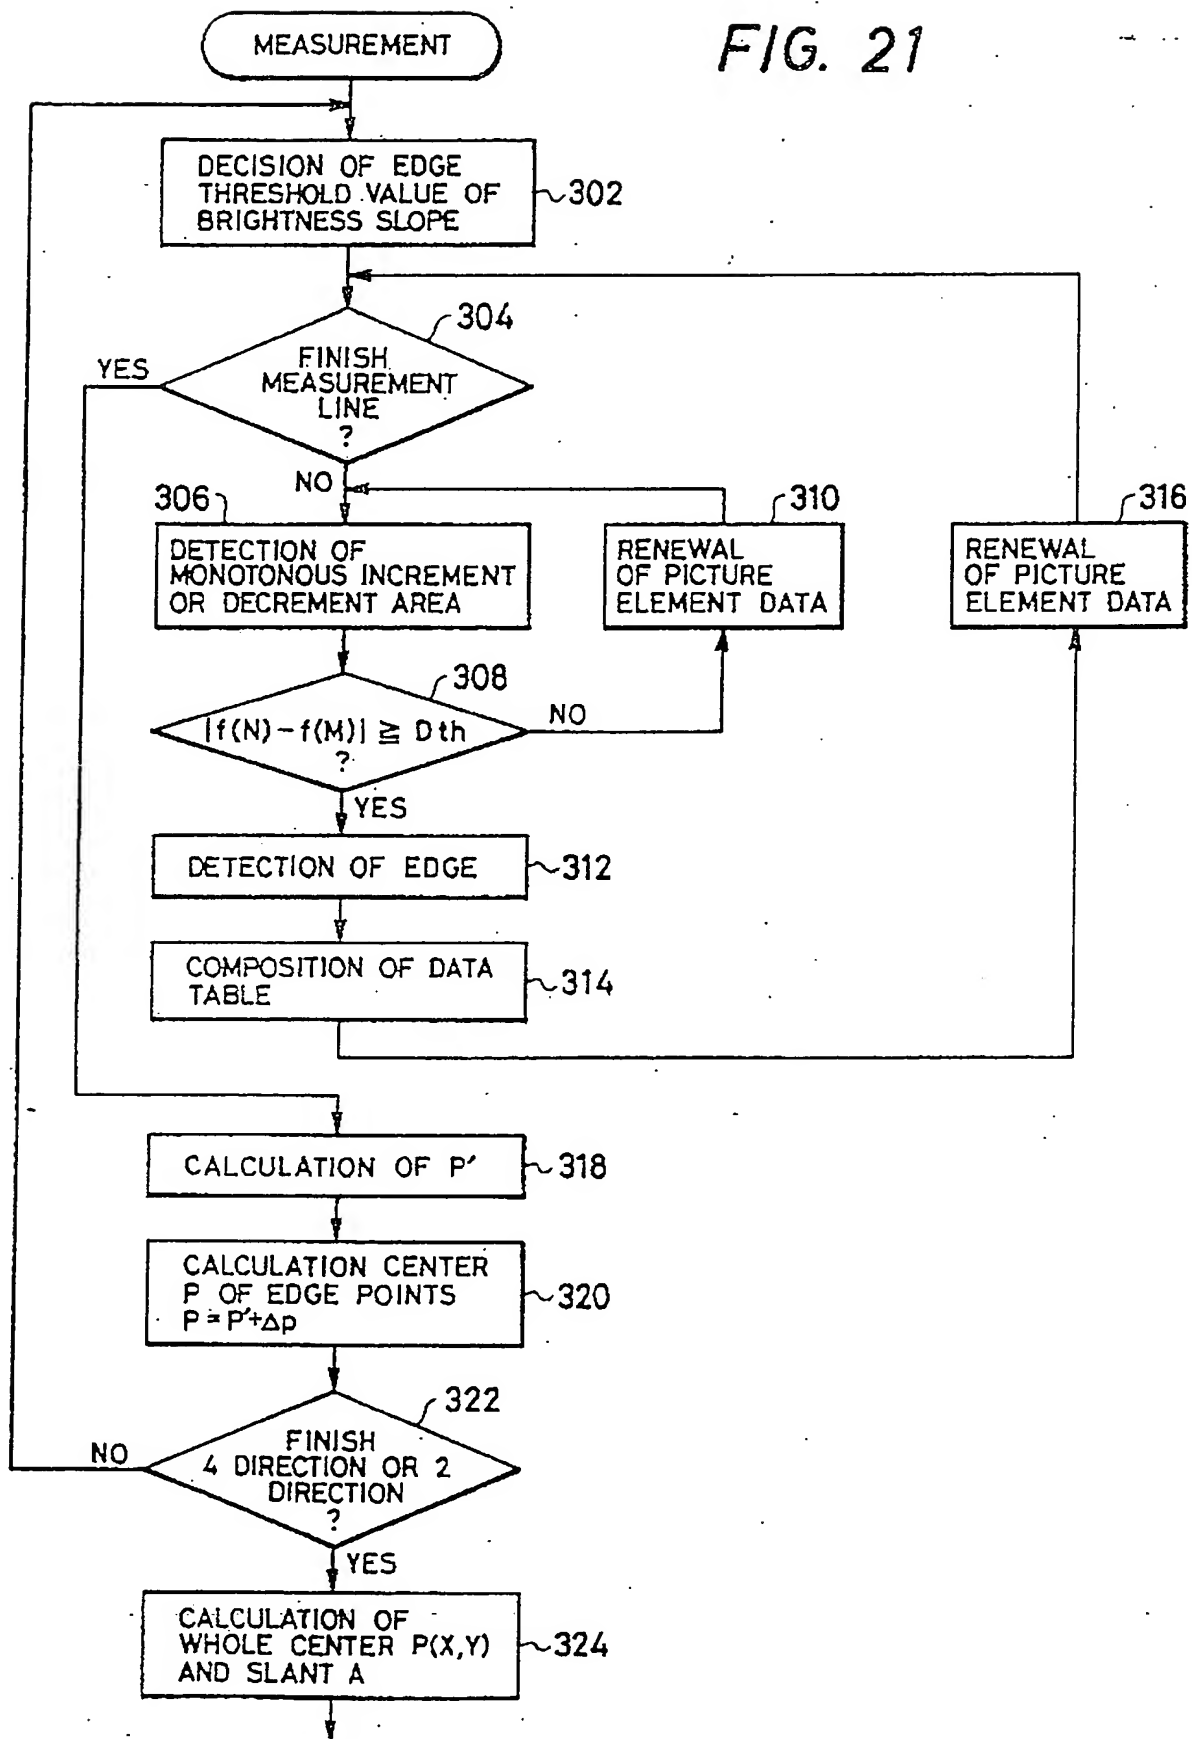 FIG. 21
MEASUREMENT
DECISION OF EDGE
THRESHOLD VALUE OF
BRIGHTNESS SLOPE
302
304
YES
FINISH
MEASUREMENT
LINE
?
NO
306
310
316
DETECTION OF
MONOTONOUS INCREMENT
OR DECREMENT AREA
RENEWAL
OF PICTURE
ELEMENT DATA
RENEWAL
OF PICTURE
ELEMENT DATA
308
|f(N)-f(M)| ≧ Dth
?
NO
YES
DETECTION OF EDGE
312
COMPOSITION OF DATA
TABLE
314
CALCULATION OF P′
318
CALCULATION CENTER
P OF EDGE POINTS
P=P′+Δp
320
322
NO
FINISH
4 DIRECTION OR 2
DIRECTION
?
YES
CALCULATION OF
WHOLE CENTER P(X,Y)
AND SLANT A
324